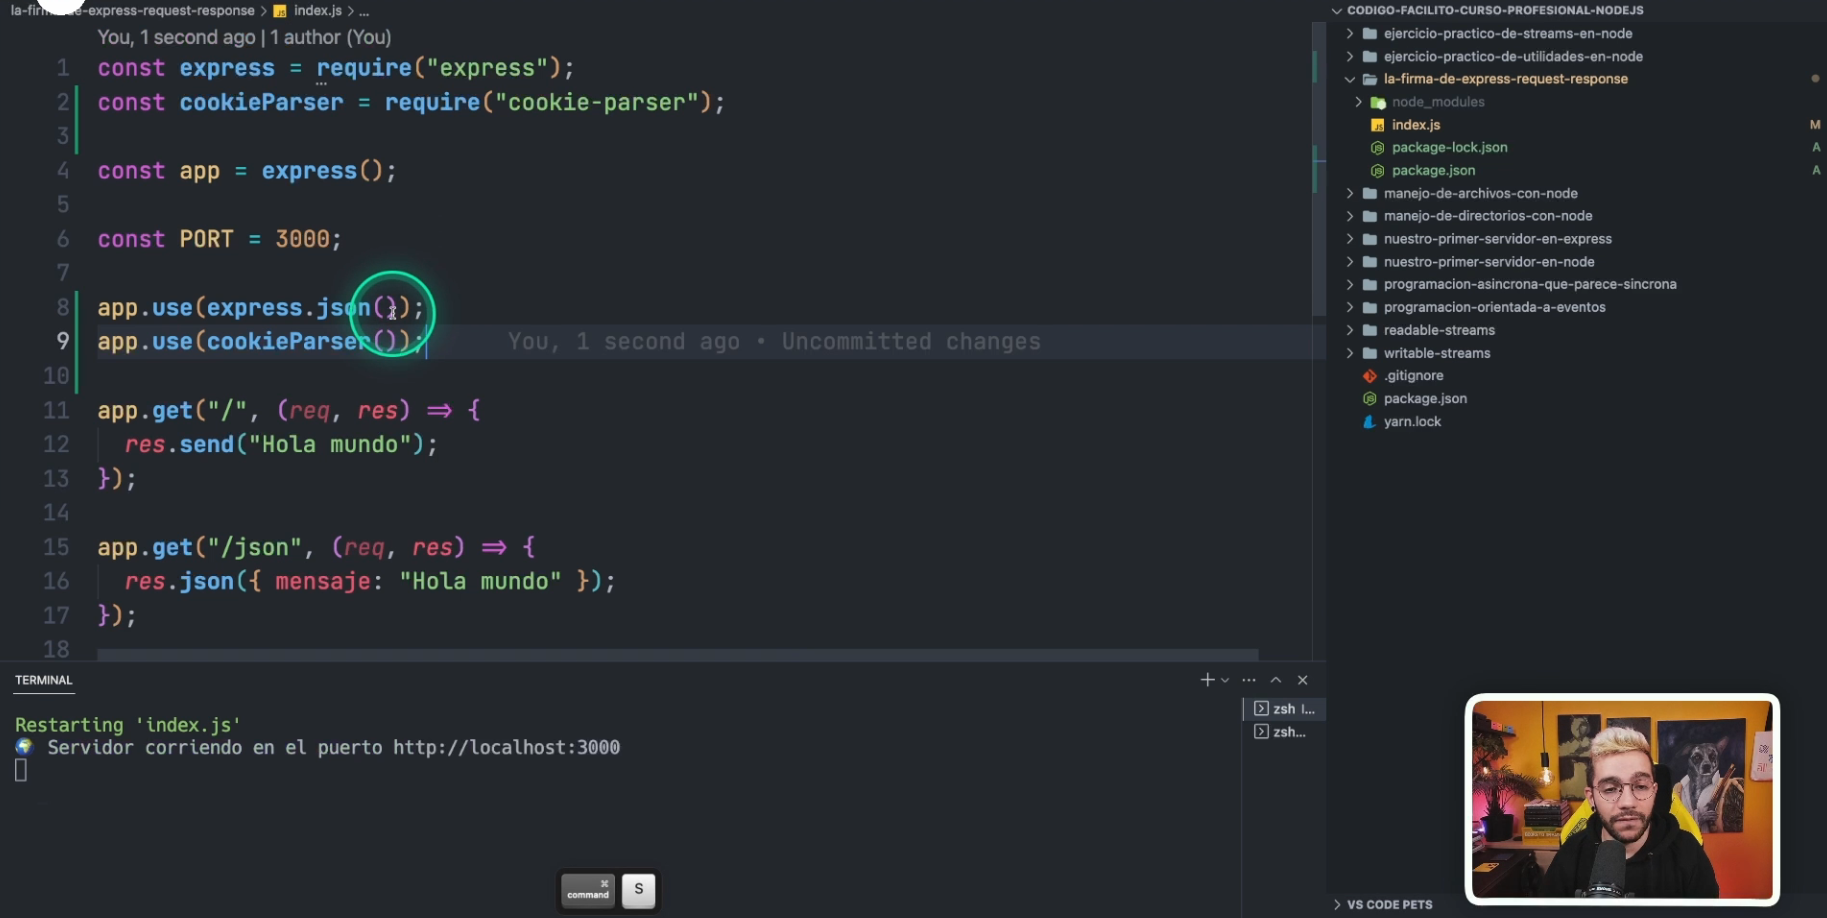 la-firma-de-express-request-response > index.js > ...
You, 1 second ago | 1 author (You)
1 const express = require("express");
2 const cookieParser = require("cookie-parser");
3
4 const app = express();
5
6 const PORT = 3000;
7
8 app.use(express.json());
9 app.use(cookieParser()); You, 1 second ago • Uncommitted changes
10
11 app.get("/", (req, res) => {
12 res.send("Hola mundo");
13 });
14
15 app.get("/json", (req, res) => {
16 res.json({ mensaje: "Hola mundo" });
17 });
18
TERMINAL
Restarting 'index.js'
Servidor corriendo en el puerto http://localhost:3000
zsh l...
zsh...
command
S
CODIGO-FACILITO-CURSO-PROFESIONAL-NODEJS
ejercicio-practico-de-streams-en-node
ejercicio-practico-de-utilidades-en-node
la-firma-de-express-request-response
node_modules
index.js M
package-lock.json A
package.json A
manejo-de-archivos-con-node
manejo-de-directorios-con-node
nuestro-primer-servidor-en-express
nuestro-primer-servidor-en-node
programacion-asincrona-que-parece-sincrona
programacion-orientada-a-eventos
readable-streams
writable-streams
.gitignore
package.json
yarn.lock
VS CODE PETS